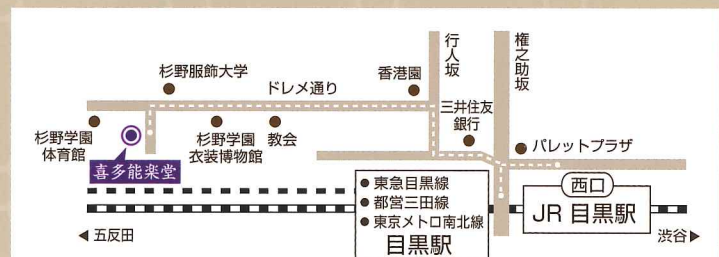 行人坂
権之助坂
杉野服飾大学
ドレメ通り
香港園
三井住友
銀行
パレットプラザ
杉野学園
体育館
喜多能楽堂
杉野学園
衣装博物館
教会
東急目黒線
都営三田線
東京メトロ南北線
目黒駅
西口
JR 目黒駅
五反田
渋谷